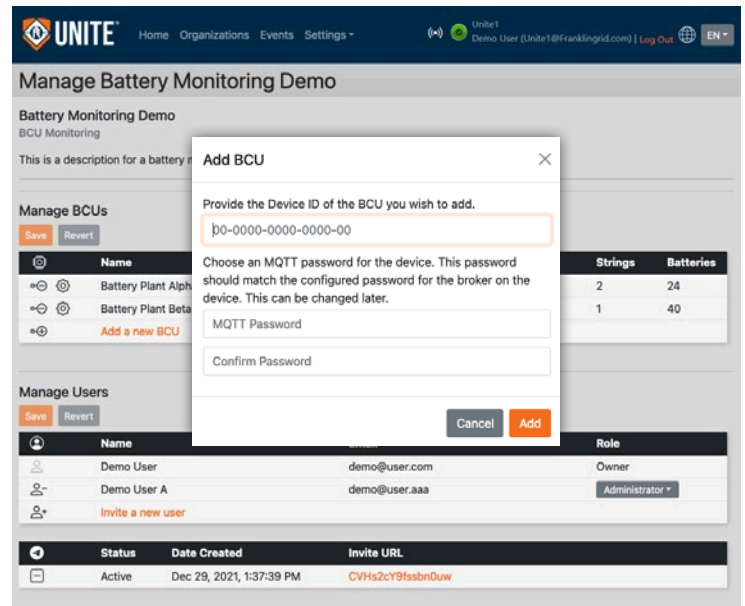 UNITE
Home Organizations Events Settings
Unite1
Demo User (Unite1@Franklingrid.com) | Log Out EN
Manage Battery Monitoring Demo
Battery Monitoring Demo
BCU Monitoring
This is a description for a battery
Manage BCUs
Save Revert
Name Strings Batteries
Battery Plant Alph 2 24
Battery Plant Beta 1 40
Add a new BCU
Add BCU
Provide the Device ID of the BCU you wish to add.
00-0000-0000-0000-00
Choose an MQTT password for the device. This password
should match the configured password for the broker on the
device. This can be changed later.
MQTT Password
Confirm Password
Cancel Add
Manage Users
Save Revert
Name Email Role
Demo User demo@user.com Owner
Demo User A demo@user.aaa Administrator
Invite a new user
Status Date Created Invite URL
Active Dec 29, 2021, 1:37:39 PM CVHs2cY9fssbn0uw